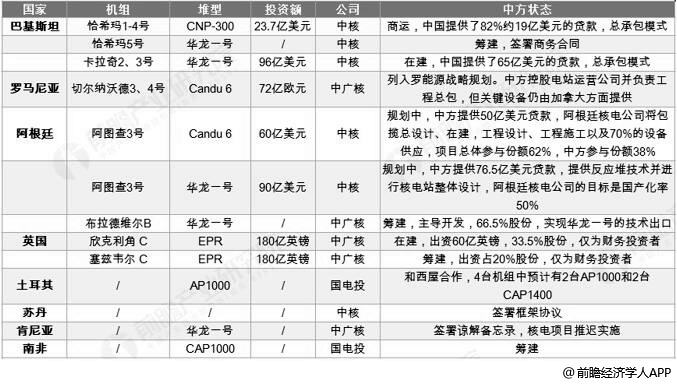 国家 机组 堆型 投资额 公司 中方状态
巴基斯坦 恰希玛1-4号 CNP-300 23.7亿美元 中核 商运，中国提供了82%约19亿美元的贷款，总承包模式
恰希玛5号 华龙一号 / 中核 筹建，签署商务合同
卡拉奇2、3号 华龙一号 96亿美元 中核 在建，中国提供了65亿美元的贷款，总承包模式
罗马尼亚 切尔纳沃德3、4号 Candu 6 72亿欧元 中广核 列入罗能源战略规划。中方控股电站运营公司并负责工
程总包，但关键设备仍由加拿大方面提供
阿根廷 阿图查3号 Candu 6 60亿美元 中核 规划中，中方提供50亿美元贷款，阿根廷核电公司将包
揽总设计、在建，工程设计、工程施工以及70%的设备
供应，项目总体参与份额62%，中方参与份额38%
阿图查3号 华龙一号 90亿美元 中核 规划中，中方提供76.5亿美元贷款，提供反应堆技术并进
行核电站整体设计，阿根廷核电公司的目标是国产化率
50%
布拉德维尔B 华龙一号 / 中广核 筹建，主导开发，66.5%股份，实现华龙一号的技术出口
英国 欣克利角 C EPR 180亿英镑 中广核 在建，出资60亿英镑，33.5%股份，仅为财务投资者
塞兹韦尔 C EPR 180亿英镑 中广核 筹建，出资占20%股份，仅为财务投资者
土耳其 / AP1000 / 国电投 和西屋合作，4台机组中预计有2台AP1000和2台
CAP1400
苏丹 / / / 中核 签署框架协议
肯尼亚 / 华龙一号 / 中广核 签署谅解备忘录，核电项目推迟实施
南非 / CAP1000 / 国电投 筹建
@前瞻经济学人APP